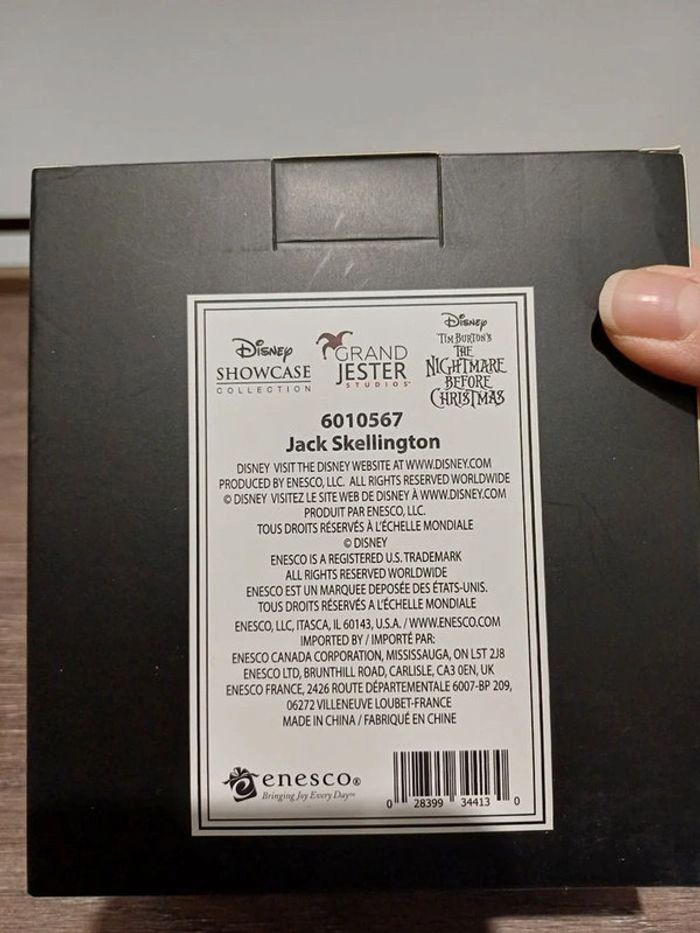 Disney
SHOWCASE
COLLECTION
GRAND
JESTER
STUDIOS
Disney
TIM BURTON'S
THE
NIGHTMARE
BEFORE
CHRISTMAS
6010567
Jack Skellington
DISNEY VISIT THE DISNEY WEBSITE AT WWW.DISNEY.COM
PRODUCED BY ENESCO, LLC. ALL RIGHTS RESERVED WORLDWIDE
© DISNEY VISITEZ LE SITE WEB DE DISNEY À WWW.DISNEY.COM
PRODUIT PAR ENESCO, LLC.
TOUS DROITS RÉSERVÉS À L'ÉCHELLE MONDIALE
© DISNEY
ENESCO IS A REGISTERED U.S. TRADEMARK
ALL RIGHTS RESERVED WORLDWIDE
ENESCO EST UN MARQUEE DEPOSÉE DES ÉTATS-UNIS.
TOUS DROITS RÉSERVÉS A L'ÉCHELLE MONDIALE
ENESCO, LLC, ITASCA, IL 60143, U.S.A. / WWW.ENESCO.COM
IMPORTED BY / IMPORTÉ PAR:
ENESCO CANADA CORPORATION, MISSISSAUGA, ON L5T 2J8
ENESCO LTD, BRUNTHILL ROAD, CARLISLE, CA3 0EN, UK
ENESCO FRANCE, 2426 ROUTE DÉPARTEMENTALE 6007-BP 209,
06272 VILLENEUVE LOUBET-FRANCE
MADE IN CHINA / FABRIQUÉ EN CHINE
enesco®
Bringing Joy Every Day™
0 28399 34413 0